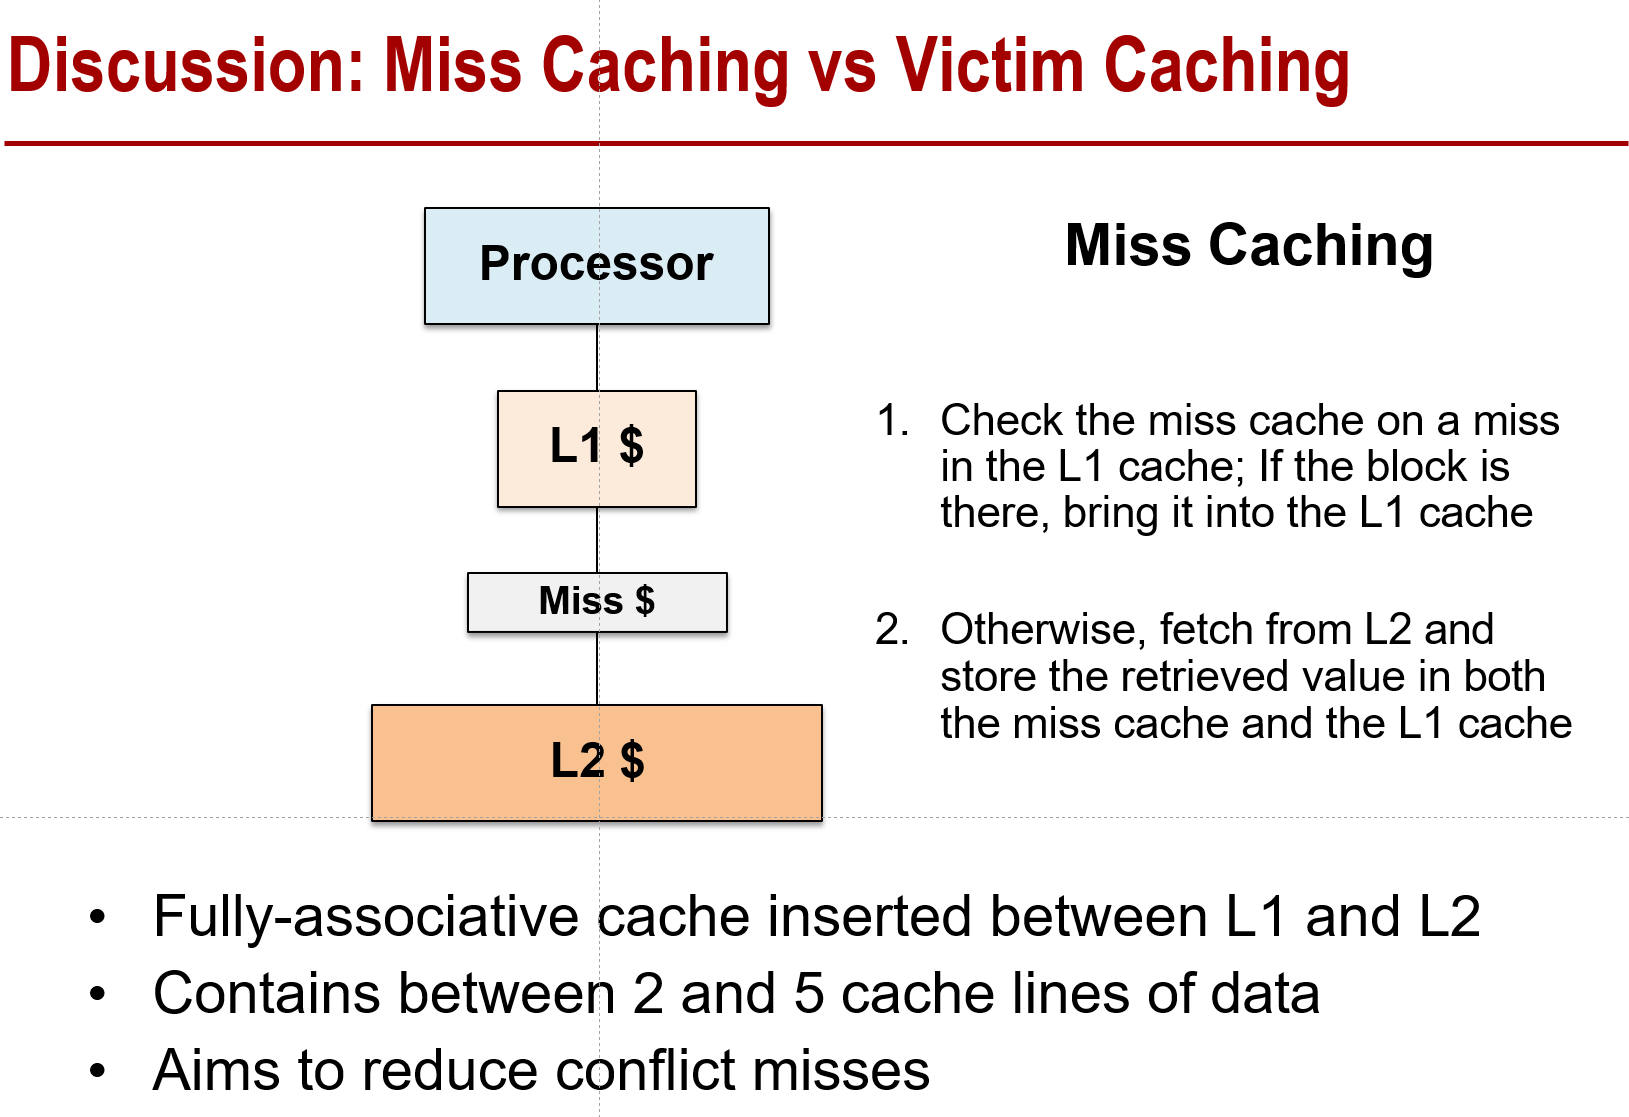 Discussion: Miss Caching vs Victim Caching
Processor
L1 $
Miss $
L2 $
Miss Caching
1. Check the miss cache on a miss
in the L1 cache; If the block is
there, bring it into the L1 cache
2. Otherwise, fetch from L2 and
store the retrieved value in both
the miss cache and the L1 cache
• Fully-associative cache inserted between L1 and L2
• Contains between 2 and 5 cache lines of data
• Aims to reduce conflict misses